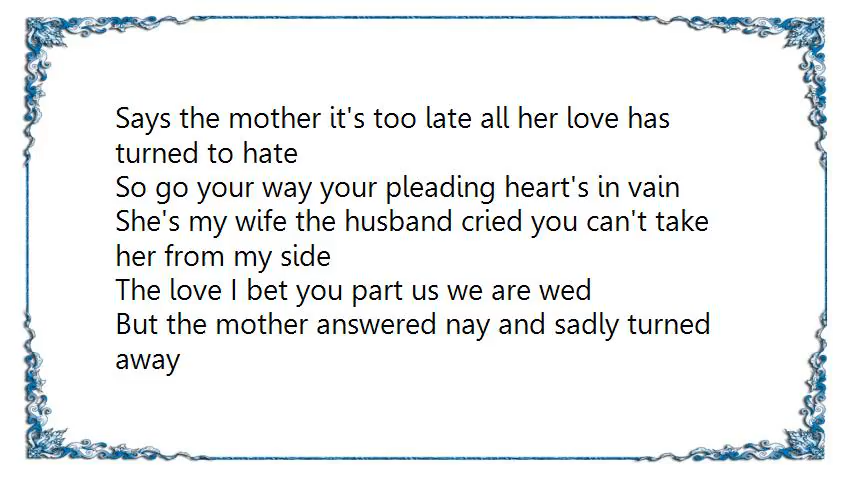 Says the mother it's too late all her love has
turned to hate
So go your way your pleading heart's in vain
She's my wife the husband cried you can't take
her from my side
The love I bet you part us we are wed
But the mother answered nay and sadly turned
away